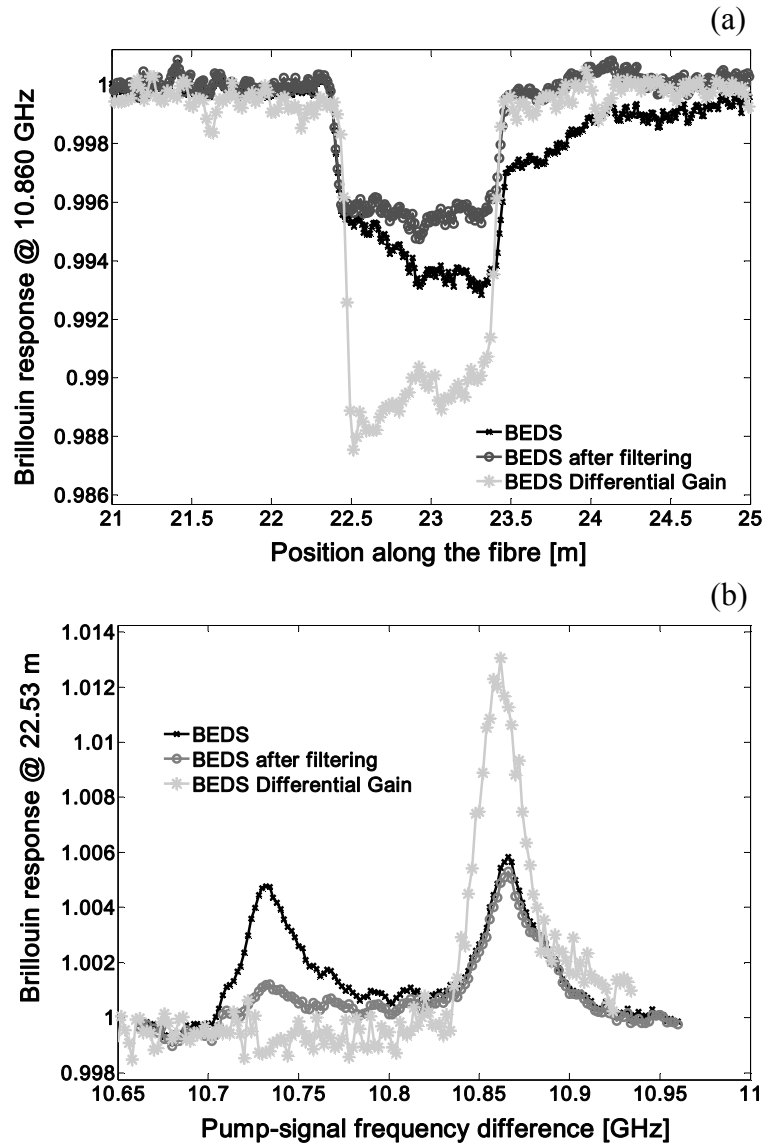 (a)
1
0.998
0.996
0.994
0.992
0.99
0.988
0.986
Brillouin response @ 10.860 GHz
BEDS
BEDS after filtering
BEDS Differential Gain
21 21.5 22 22.5 23 23.5 24 24.5 25
Position along the fibre [m]
(b)
1.014
1.012
1.01
1.008
1.006
1.004
1.002
1
0.998
Brillouin response @ 22.53 m
BEDS
BEDS after filtering
BEDS Differential Gain
10.65 10.7 10.75 10.8 10.85 10.9 10.95 11
Pump-signal frequency difference [GHz]